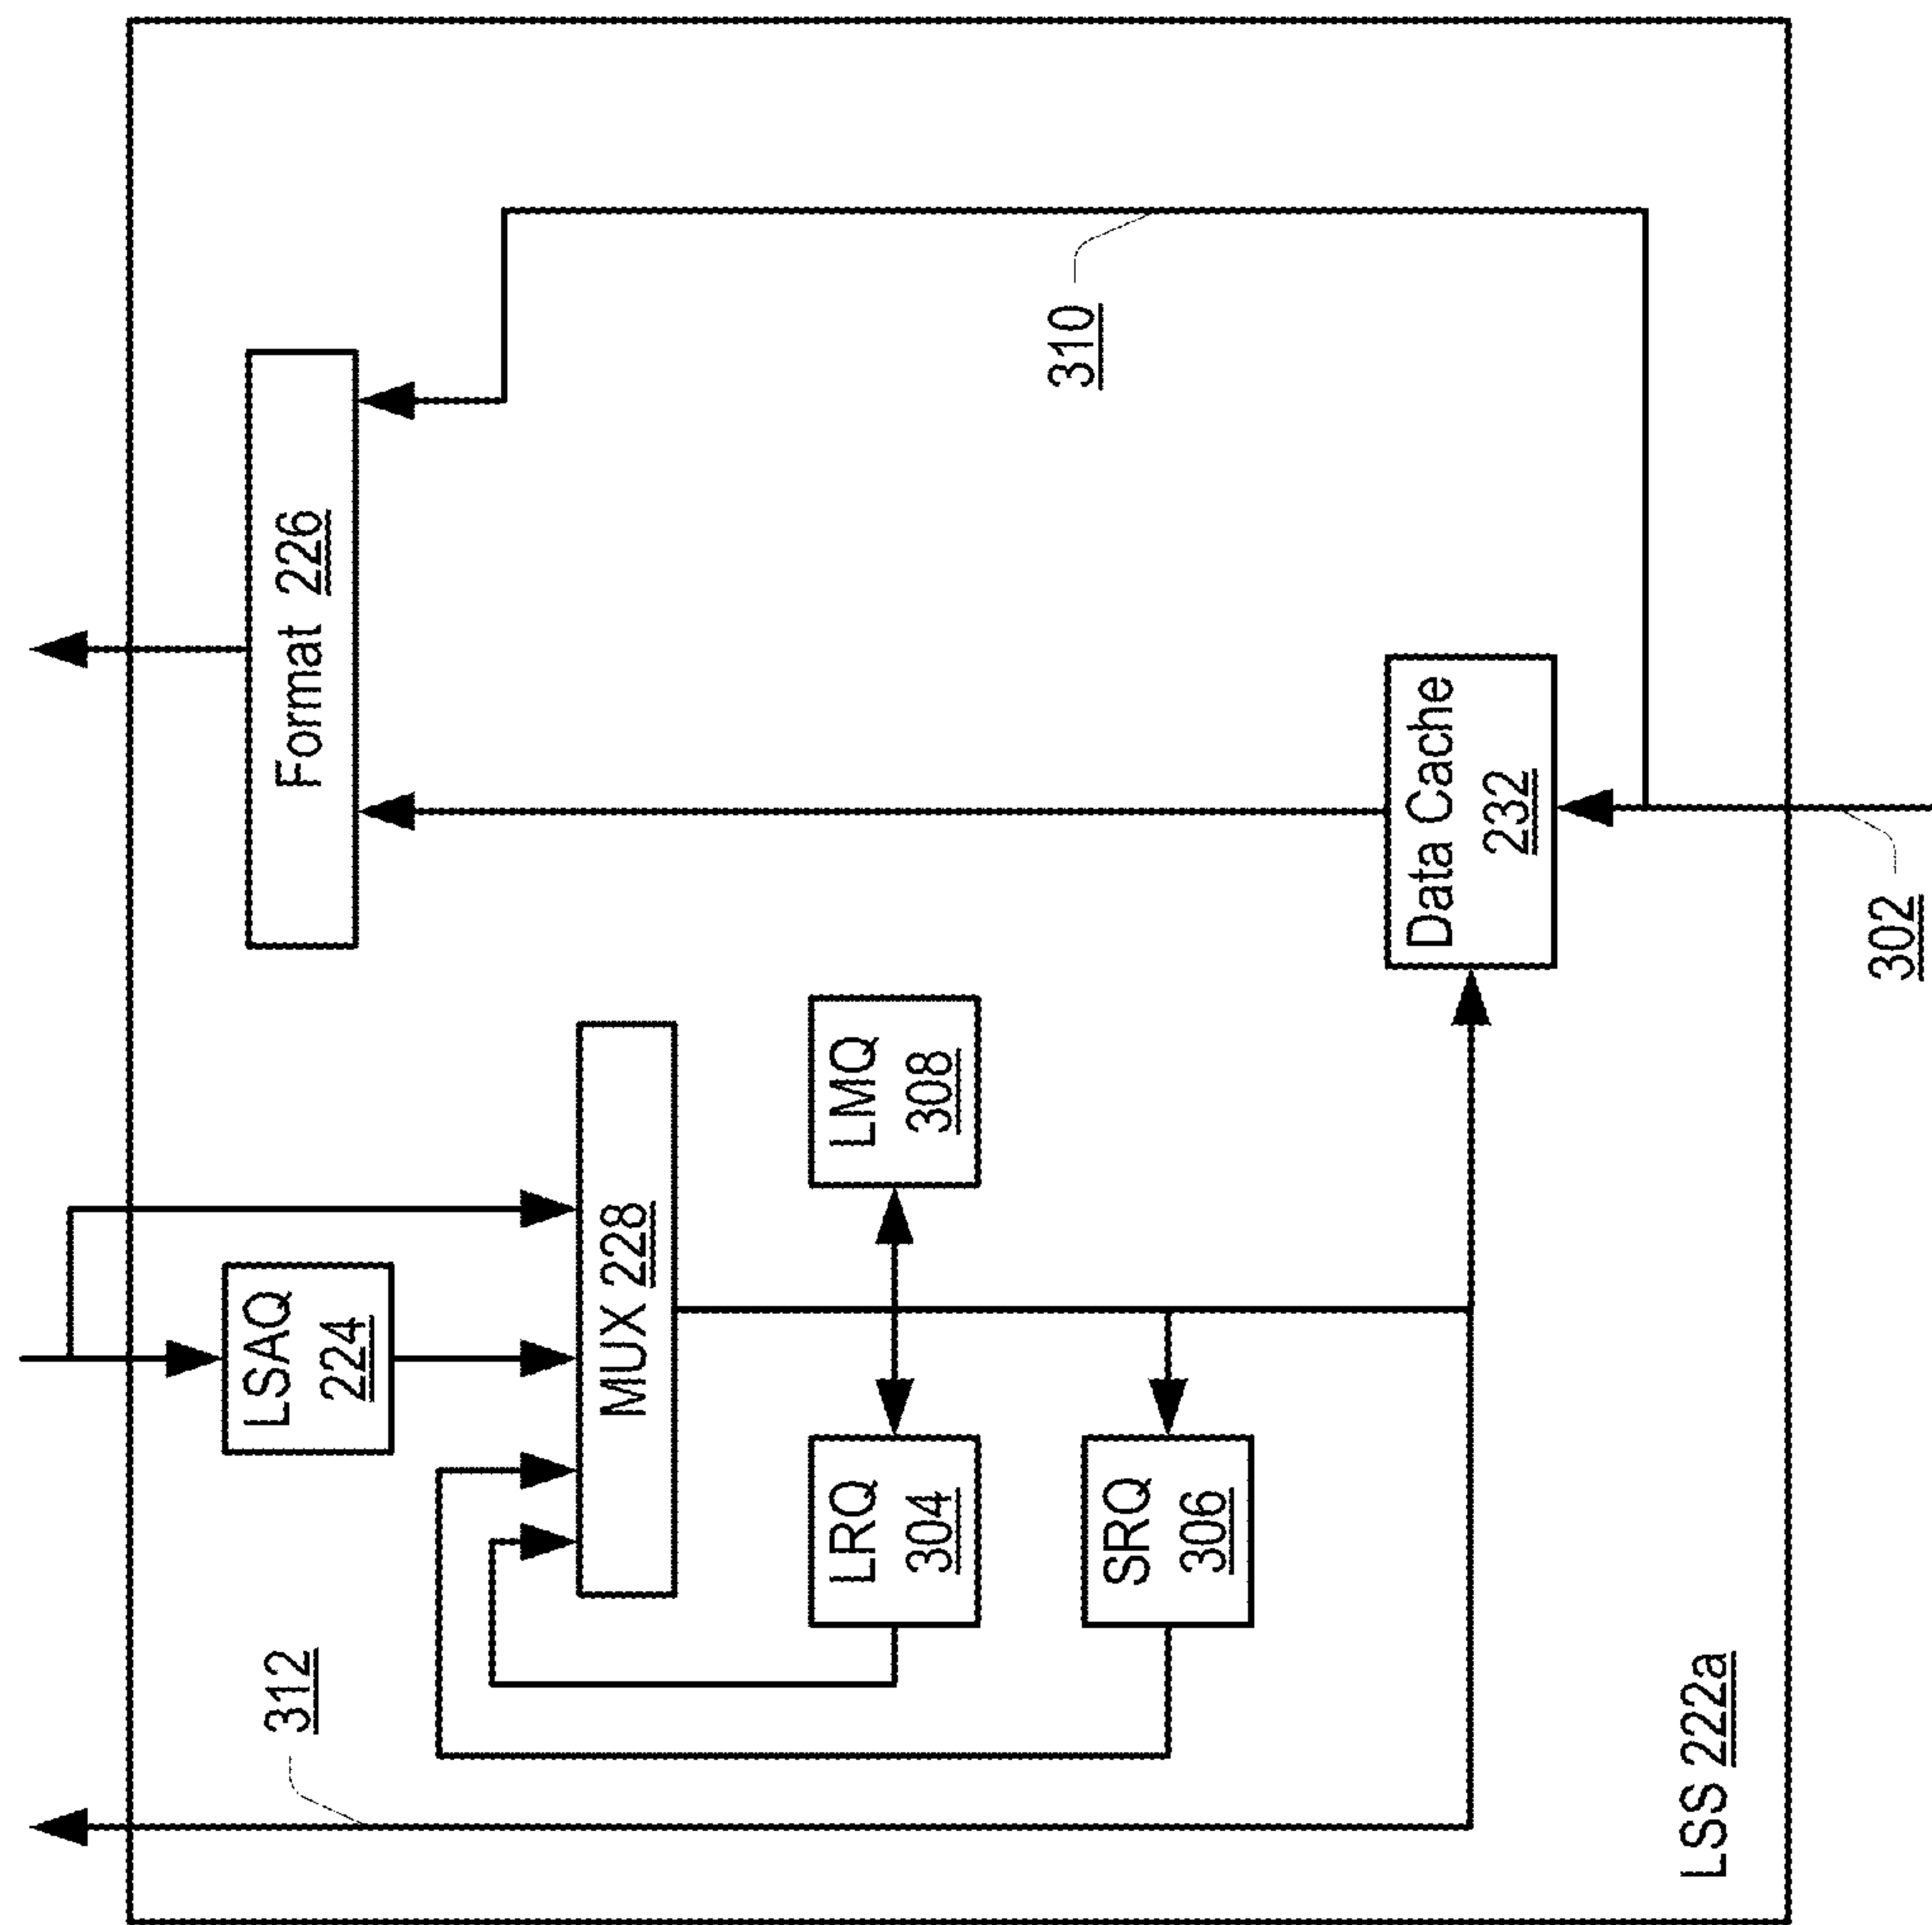 312
LSAQ
224
Format 226
MUX 228
LRQ
304
LMQ
308
310
SRQ
306
Data Cache
232
LSS 222a
302